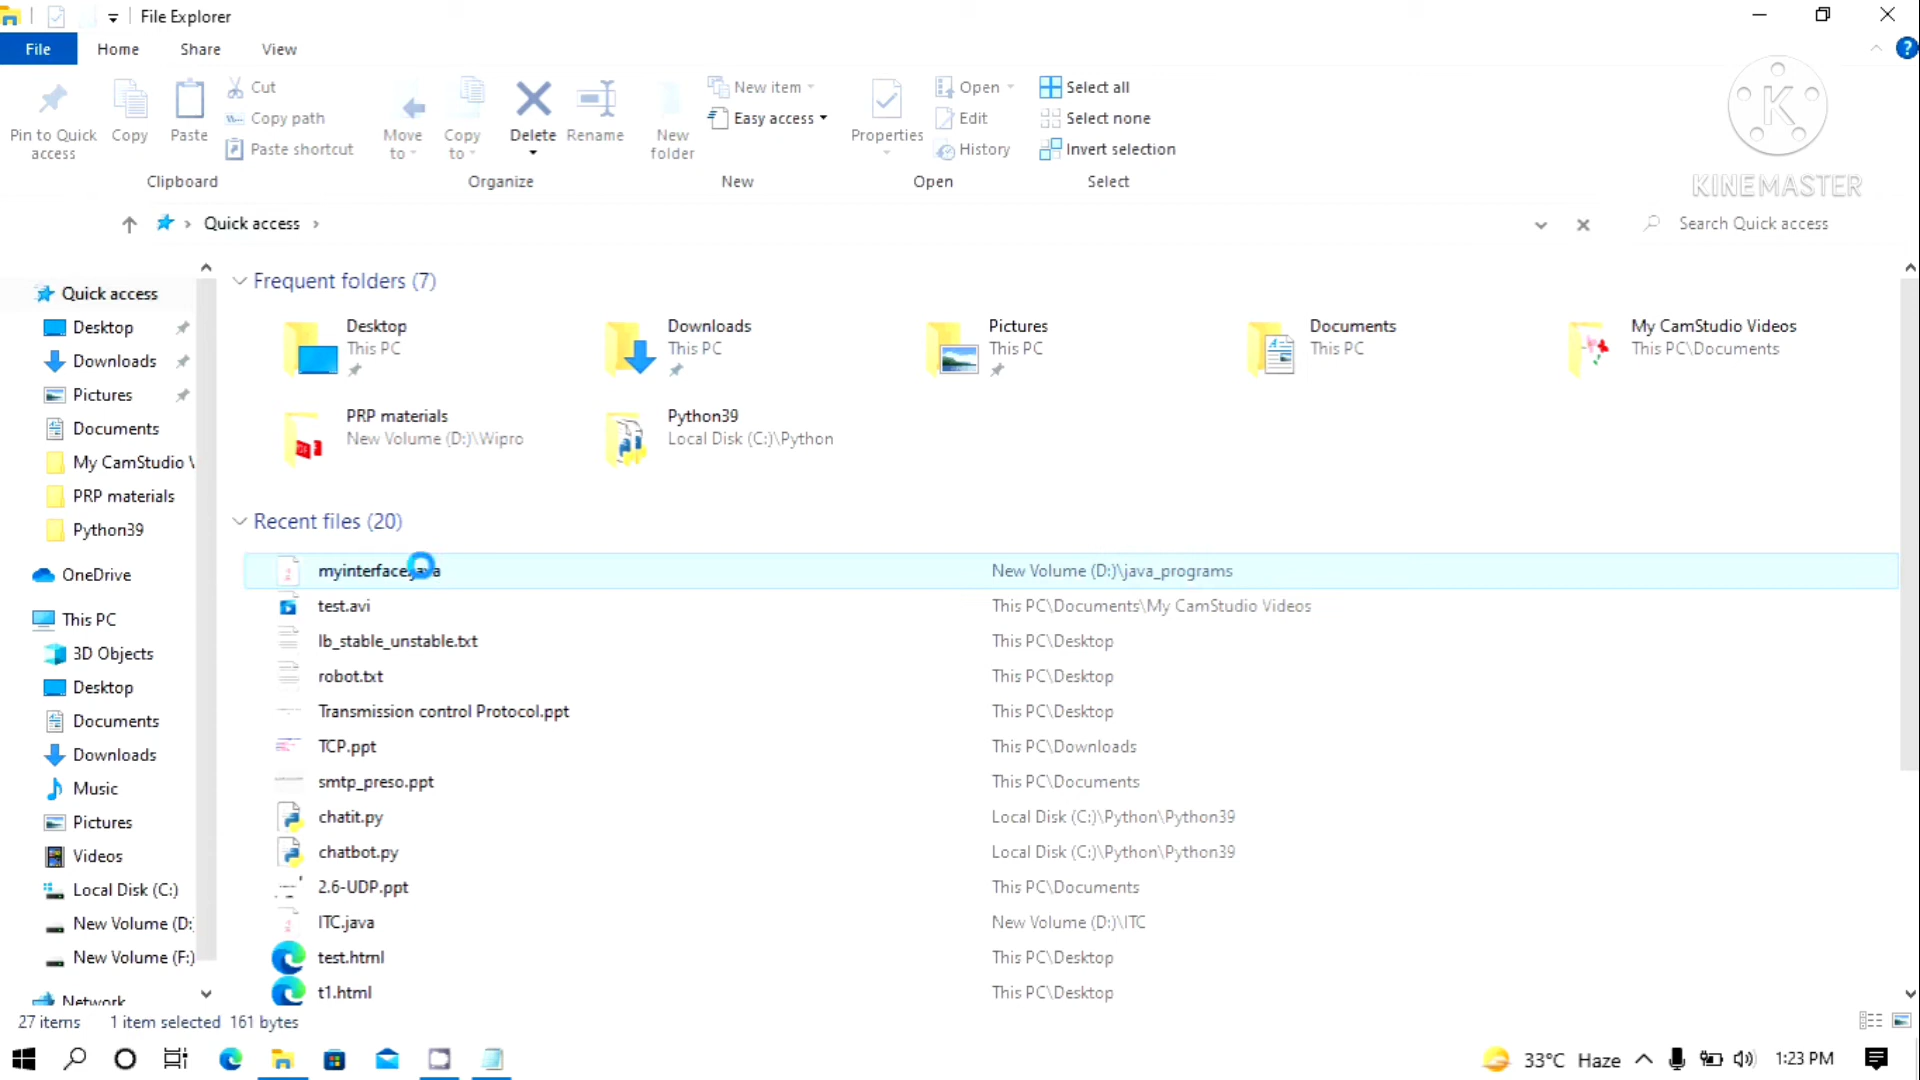 File Explorer
File Home Share View
Pin to Quick access
Copy
Paste
Cut
Copy path
Paste shortcut
Move to
Copy to
Delete
Rename
New folder
New item
Easy access
Properties
Open
Edit
History
Select all
Select none
Invert selection
Clipboard Organize New Open Select
K
KINEMASTER
Quick access
Search Quick access
Quick access
Desktop
Downloads
Pictures
Documents
My CamStudio V
PRP materials
Python39
OneDrive
This PC
3D Objects
Desktop
Documents
Downloads
Music
Pictures
Videos
Local Disk (C:)
New Volume (D:
New Volume (F:)
Network
Frequent folders (7)
Desktop
This PC
Downloads
This PC
Pictures
This PC
Documents
This PC
My CamStudio Videos
This PC\Documents
PRP materials
New Volume (D:)\Wipro
Python39
Local Disk (C:)\Python
Recent files (20)
myinterface.java New Volume (D:)\java_programs
test.avi This PC\Documents\My CamStudio Videos
lb_stable_unstable.txt This PC\Desktop
robot.txt This PC\Desktop
Transmission control Protocol.ppt This PC\Desktop
TCP.ppt This PC\Downloads
smtp_preso.ppt This PC\Documents
chatit.py Local Disk (C:)\Python\Python39
chatbot.py Local Disk (C:)\Python\Python39
2.6-UDP.ppt This PC\Documents
ITC.java New Volume (D:)\ITC
test.html This PC\Desktop
t1.html This PC\Desktop
27 items 1 item selected 161 bytes
33°C Haze 1:23 PM